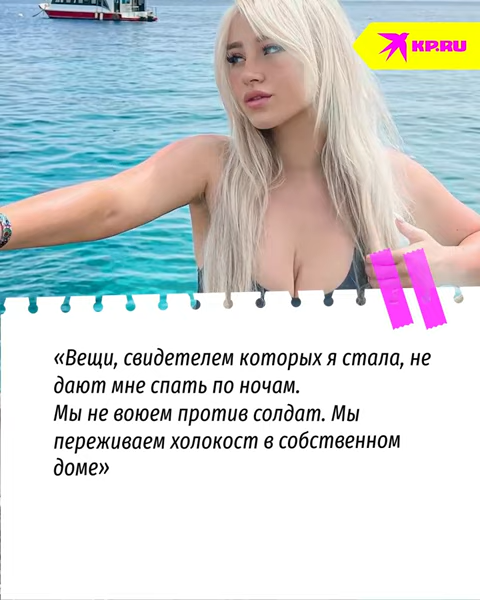 KP.RU
«Вещи, свидетелем которых я стала, не
дают мне спать по ночам.
Мы не воюем против солдат. Мы
переживаем холокост в собственном
доме»